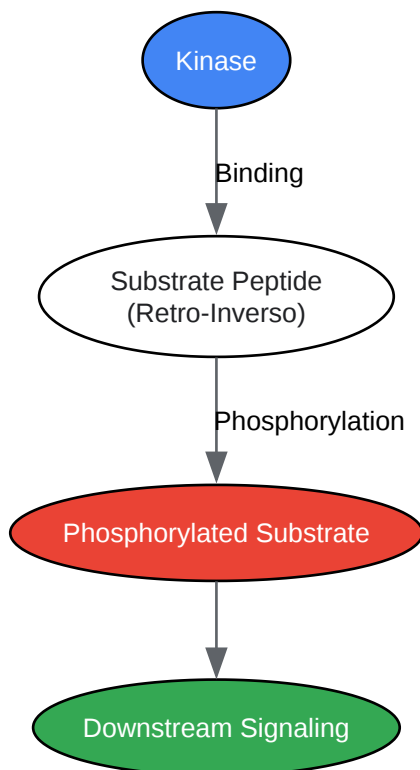 Kinase
Binding
Substrate Peptide
(Retro-Inverso)
Phosphorylation
Phosphorylated Substrate
Downstream Signaling